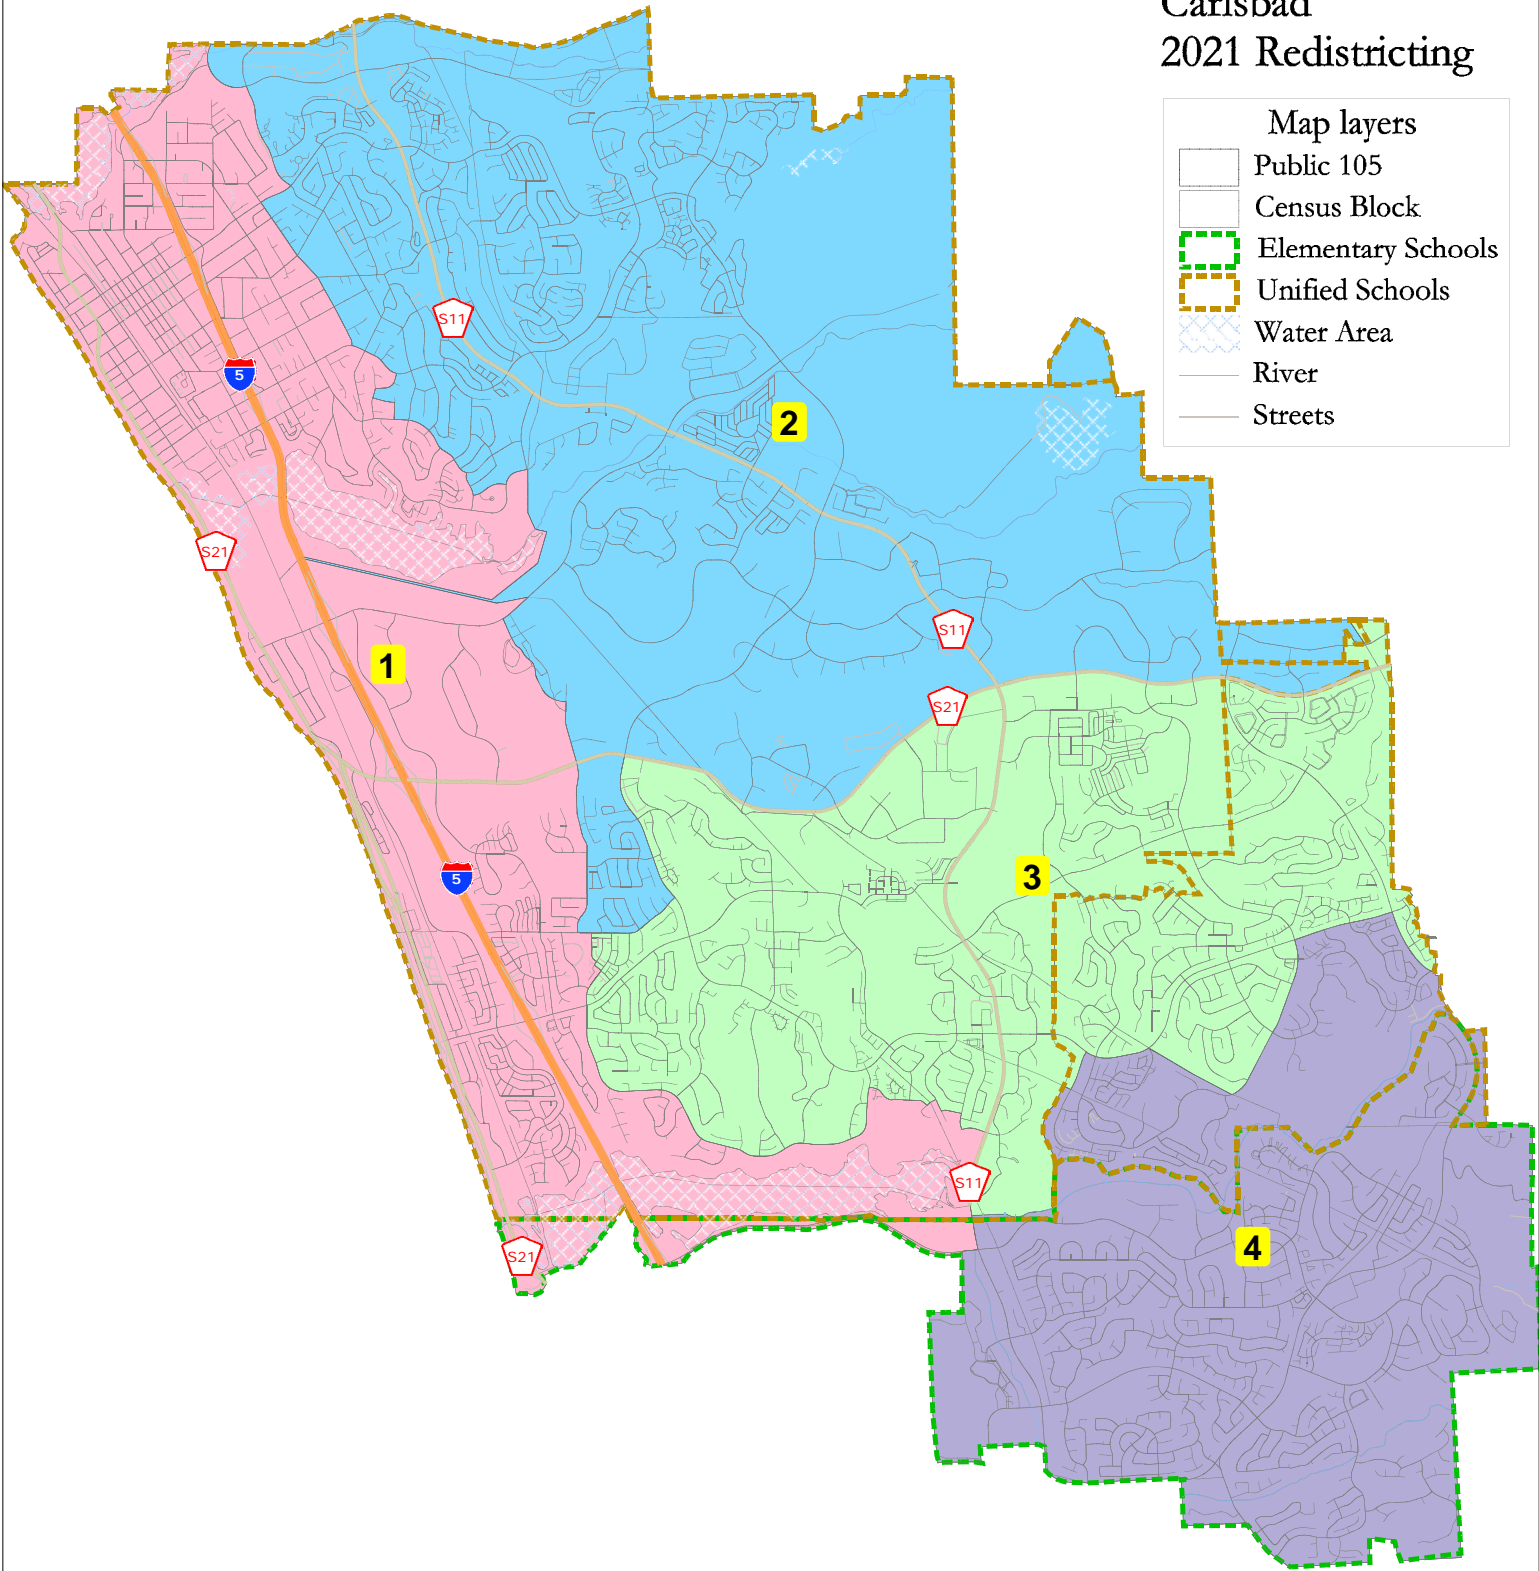 Carlsbad
2021 Redistricting
Map layers
Public 105
Census Block
Elementary Schools
Unified Schools
Water Area
River
Streets
S11
5
2
S21
S11
1
S21
5
3
S11
4
S21